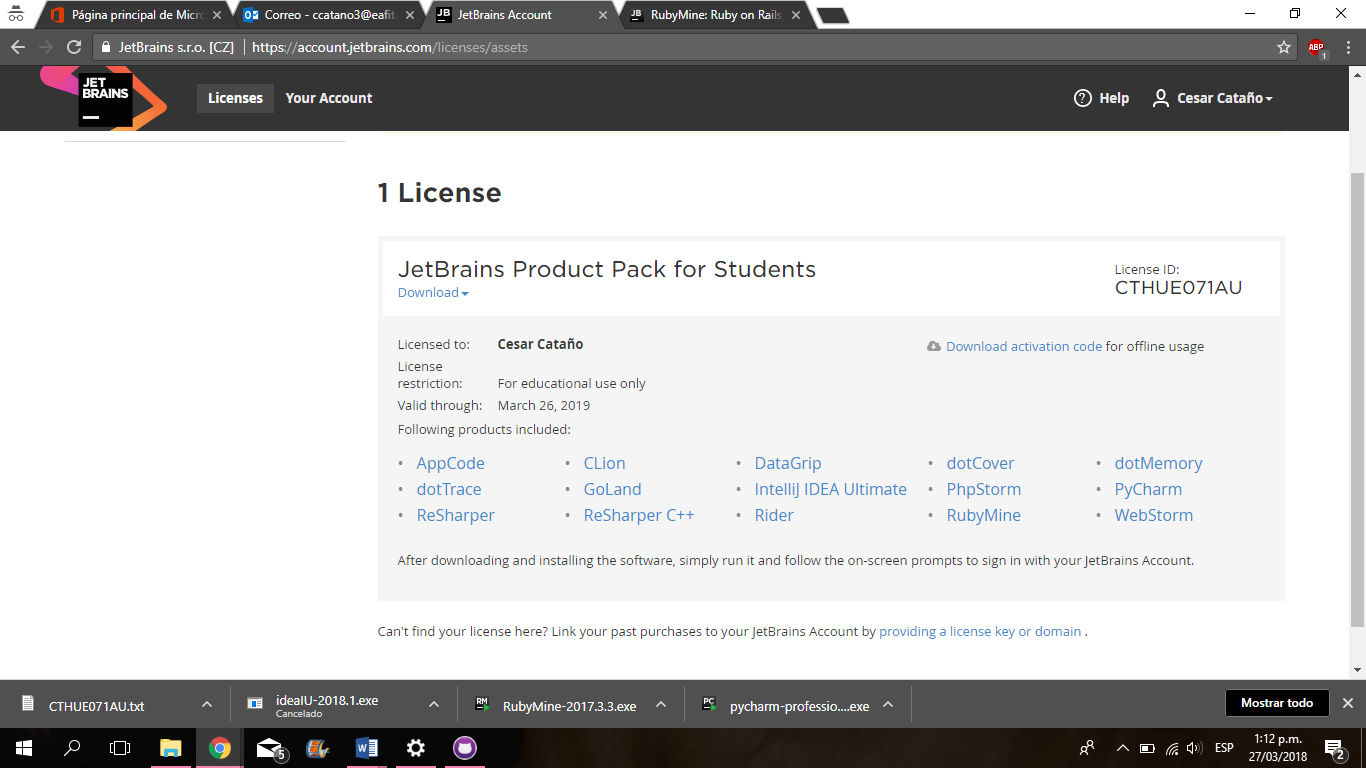 Página principal de Micro
Correo - ccatano3@eafit.
JetBrains Account
RubyMine: Ruby on Rails
JetBrains s.r.o. [CZ]
https://account.jetbrains.com/licenses/assets
ABP
1
JET
BRAINS
Licenses
Your Account
Help
Cesar Cataño
1 License
JetBrains Product Pack for Students
Download
License ID:
CTHUE071AU
Licensed to: Cesar Cataño
Download activation code for offline usage
License
restriction: For educational use only
Valid through: March 26, 2019
Following products included:
• AppCode • CLion • DataGrip • dotCover • dotMemory
• dotTrace • GoLand • IntelliJ IDEA Ultimate • PhpStorm • PyCharm
• ReSharper • ReSharper C++ • Rider • RubyMine • WebStorm
After downloading and installing the software, simply run it and follow the on-screen prompts to sign in with your JetBrains Account.
Can't find your license here? Link your past purchases to your JetBrains Account by providing a license key or domain .
CTHUE071AU.txt
ideaIU-2018.1.exe
Cancelado
RM
RubyMine-2017.3.3.exe
PC
pycharm-professio....exe
Mostrar todo
5
ESP
1:12 p.m.
27/03/2018
2